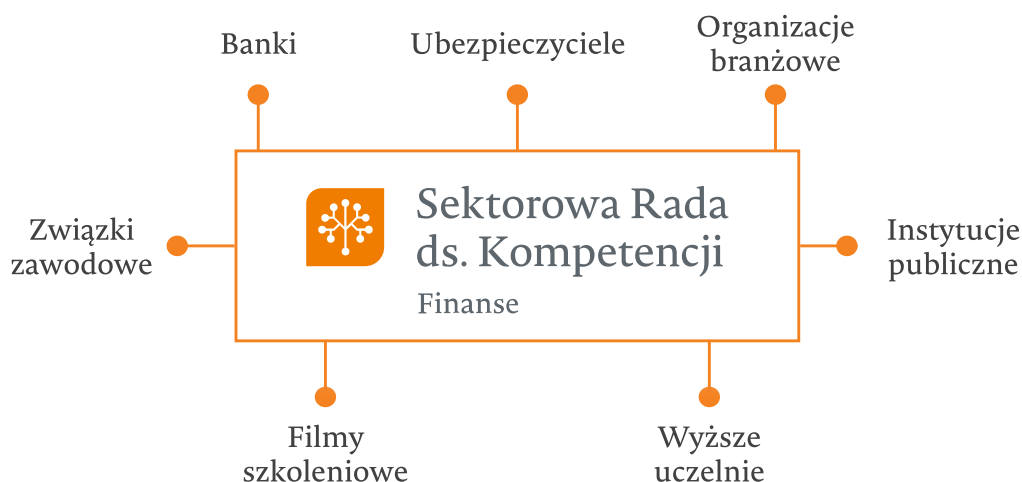 Banki
Ubezpieczyciele
Organizacje
branżowe
Związki
zawodowe
Sektorowa Rada
ds. Kompetencji
Finanse
Instytucje
publiczne
Filmy
szkoleniowe
Wyższe
uczelnie